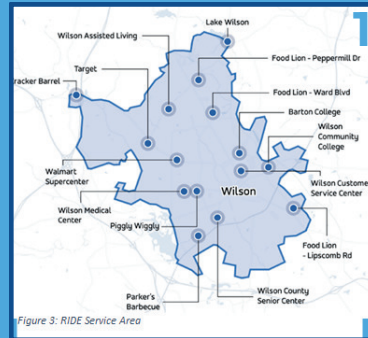 1
Lake Wilson
Wilson Assisted Living
Target
Food Lion - Peppermill Dr
racker Barrel
Food Lion - Ward Blvd
Barton College
Wilson
Community
College
Walmart
Supercenter
Wilson
Wilson Custome
Service Center
Wilson Medical
Center
Piggly Wiggly
Food Lion
- Lipscomb Rd
Parker's
Barbecue
Wilson County
Senior Center
Figure 3: RIDE Service Area